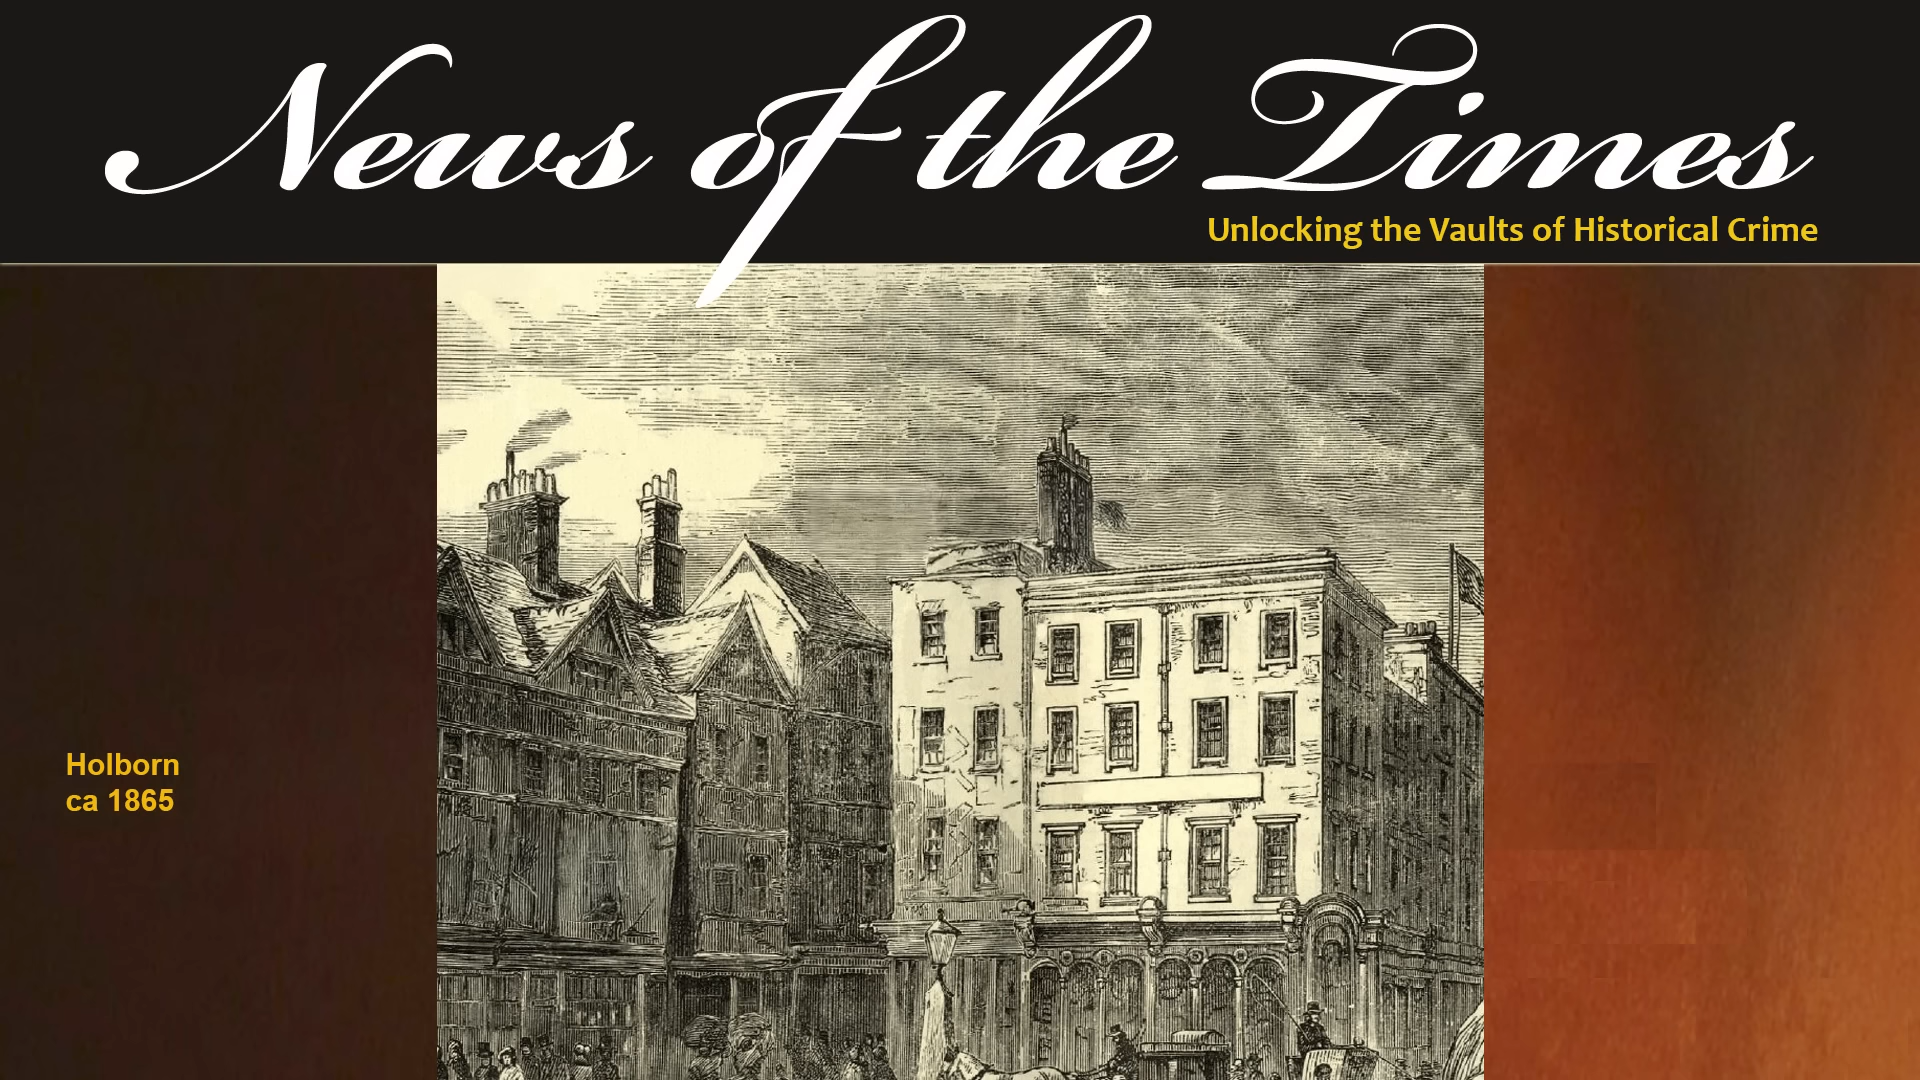 News of the Times
Unlocking the Vaults of Historical Crime
Holborn
ca 1865